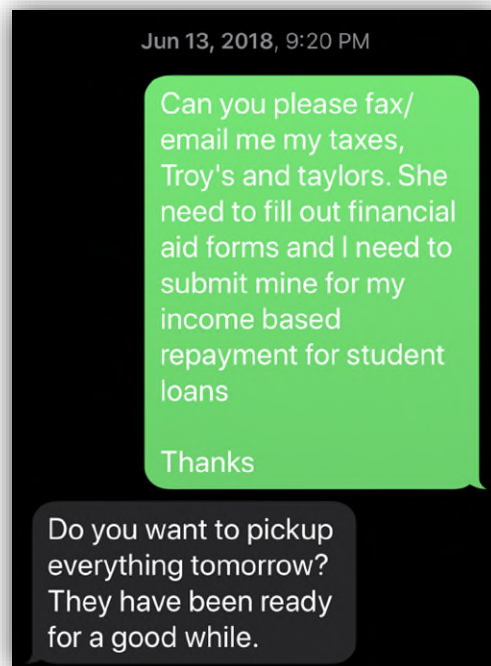 Jun 13, 2018, 9:20 PM
Can you please fax/
email me my taxes,
Troy's and taylors. She
need to fill out financial
aid forms and I need to
submit mine for my
income based
repayment for student
loans
Thanks
Do you want to pickup
everything tomorrow?
They have been ready
for a good while.